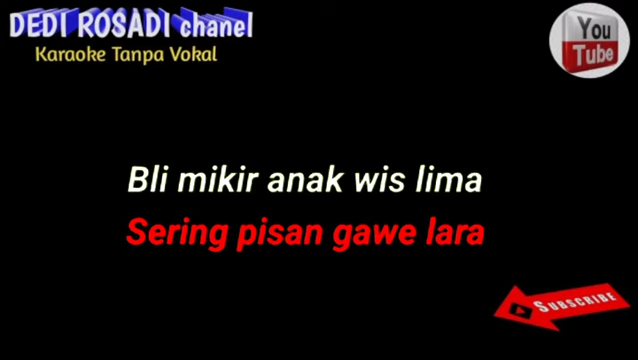 DEDI ROSADI chanel
Karaoke Tanpa Vokal
You
Tube
Bli mikir anak wis lima
Sering pisan gawe lara
SUBSCRIBE